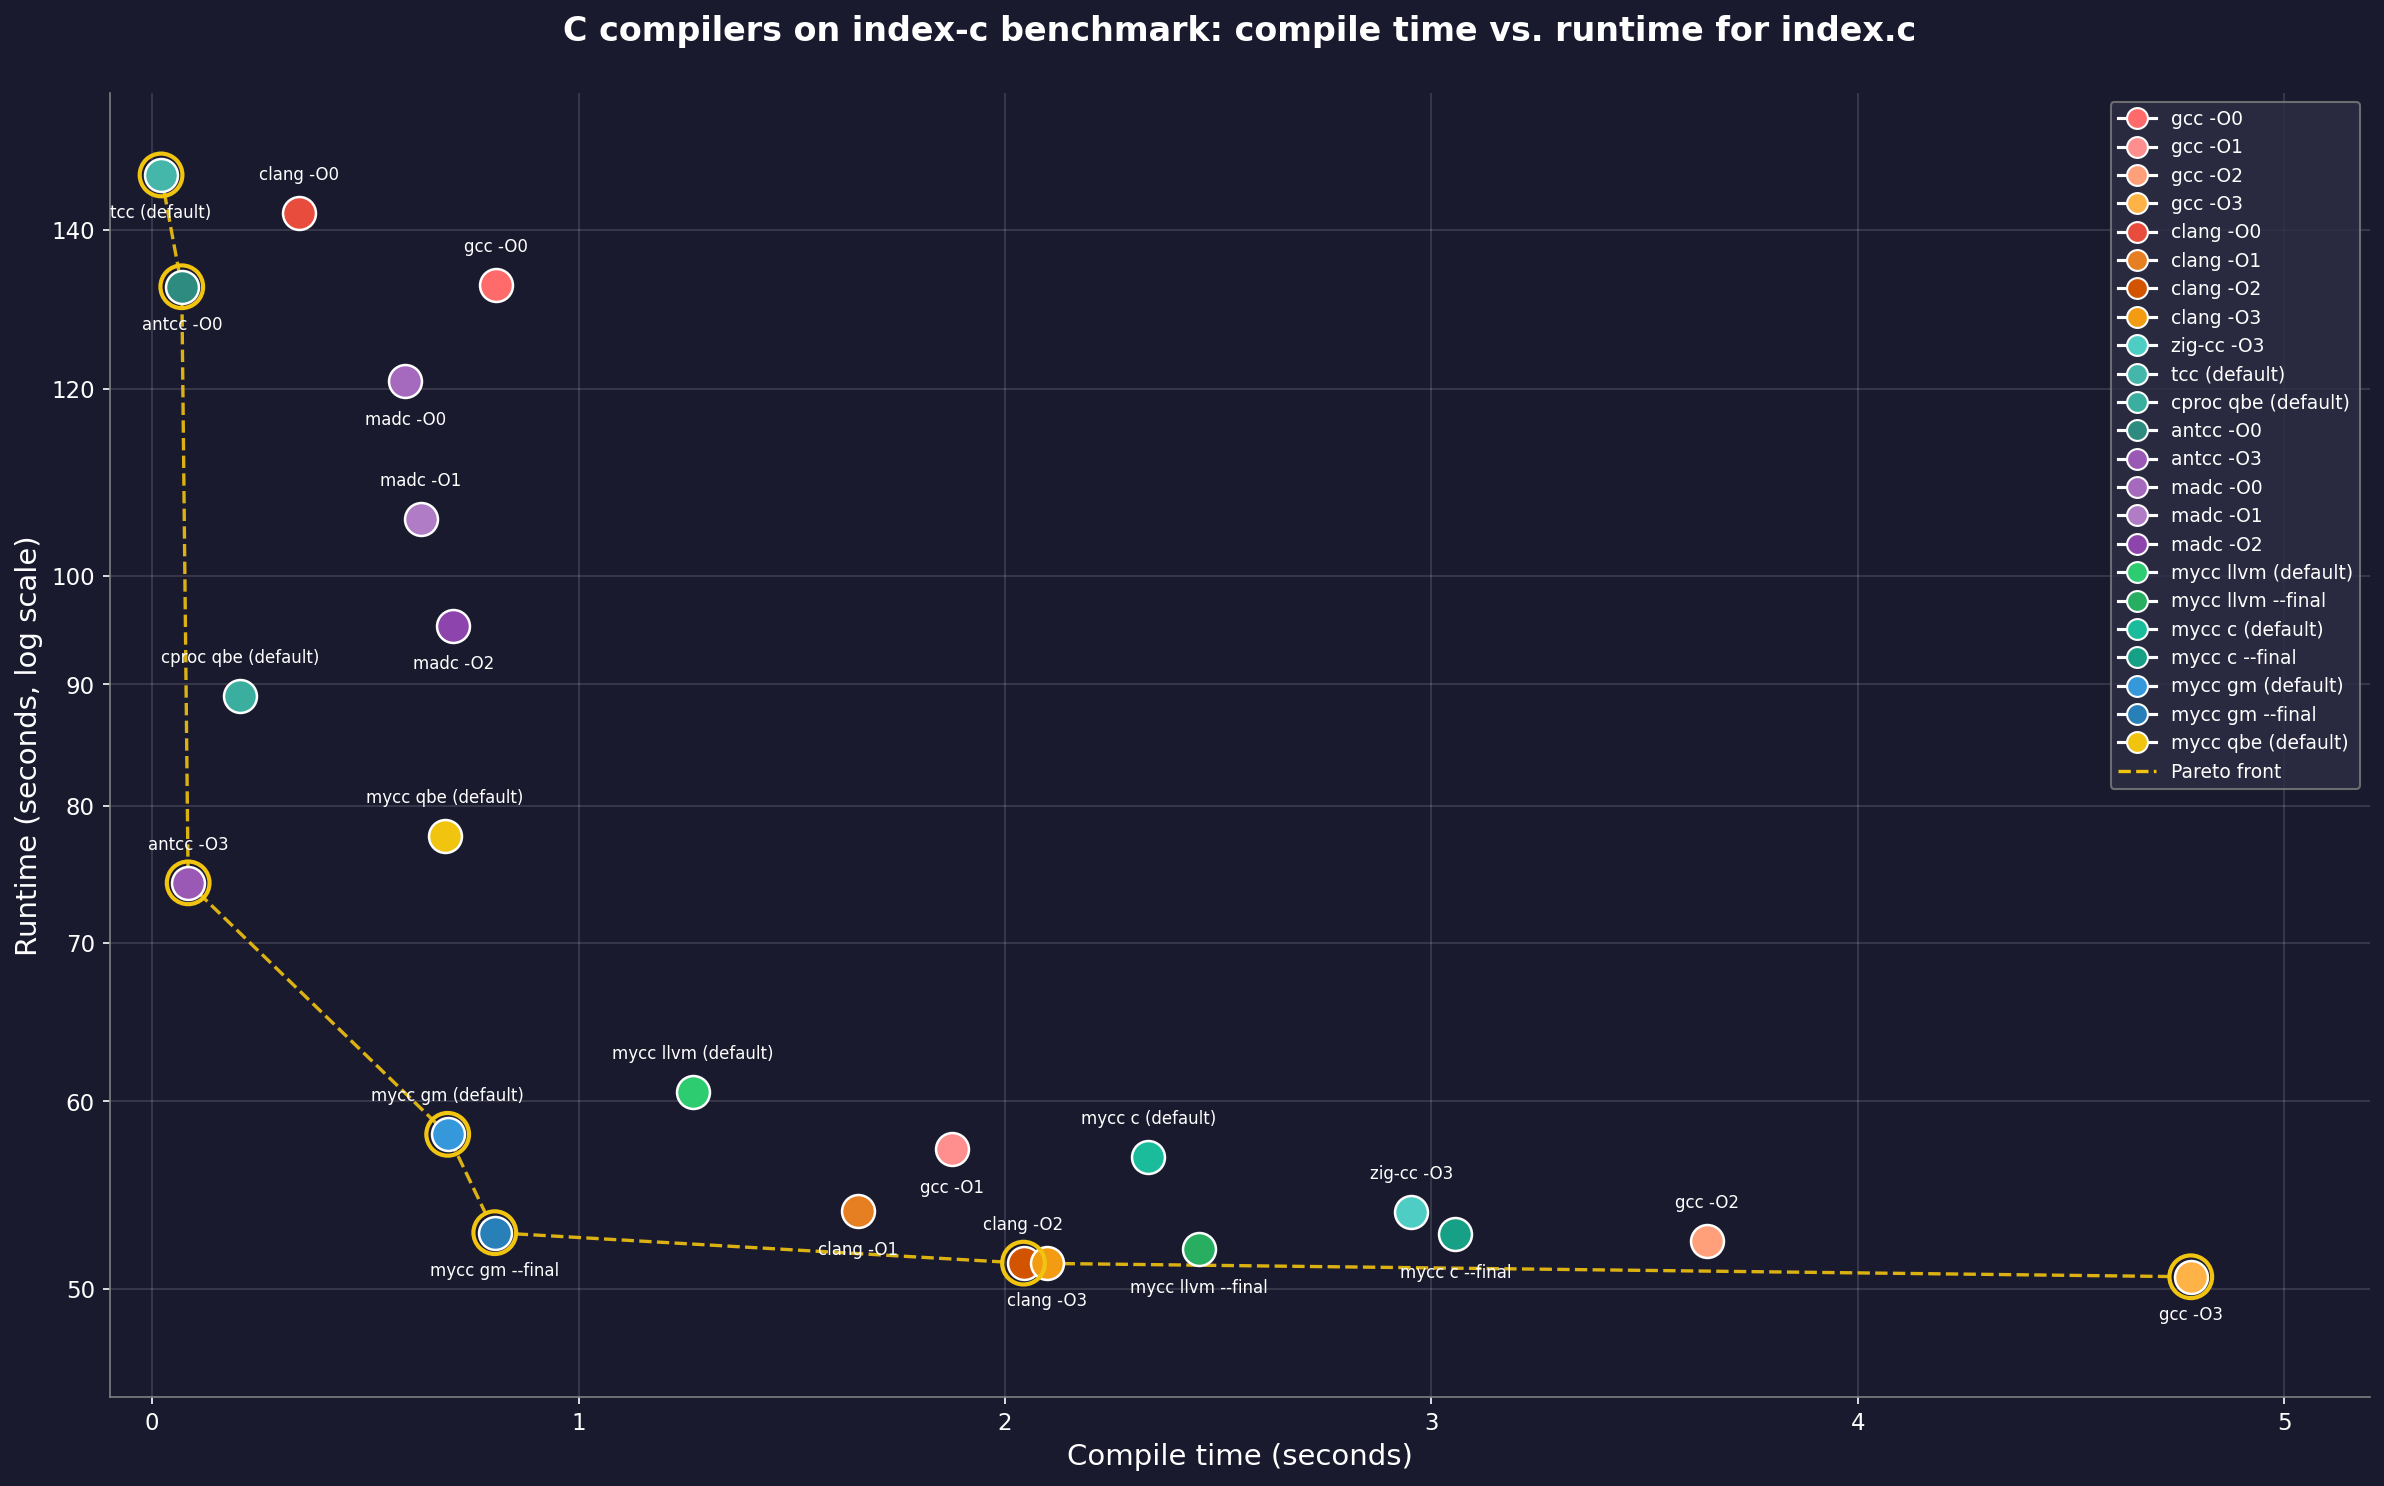 C compilers on index-c benchmark: compile time vs. runtime for index.c
Runtime (seconds, log scale)
140
120
100
90
80
70
60
50
tcc (default)
clang -O0
gcc -O0
antcc -O0
madc -O0
madc -O1
madc -O2
cproc qbe (default)
mycc qbe (default)
antcc -O3
mycc llvm (default)
mycc gm (default)
mycc c (default)
gcc -O1
zig-cc -O3
gcc -O2
clang -O2
clang -O1
mycc gm --final
mycc c --final
mycc llvm --final
clang -O3
gcc -O3
gcc -O0
gcc -O1
gcc -O2
gcc -O3
clang -O0
clang -O1
clang -O2
clang -O3
zig-cc -O3
tcc (default)
cproc qbe (default)
antcc -O0
antcc -O3
madc -O0
madc -O1
madc -O2
mycc llvm (default)
mycc llvm --final
mycc c (default)
mycc c --final
mycc gm (default)
mycc gm --final
mycc qbe (default)
Pareto front
0
1
2
3
4
5
Compile time (seconds)